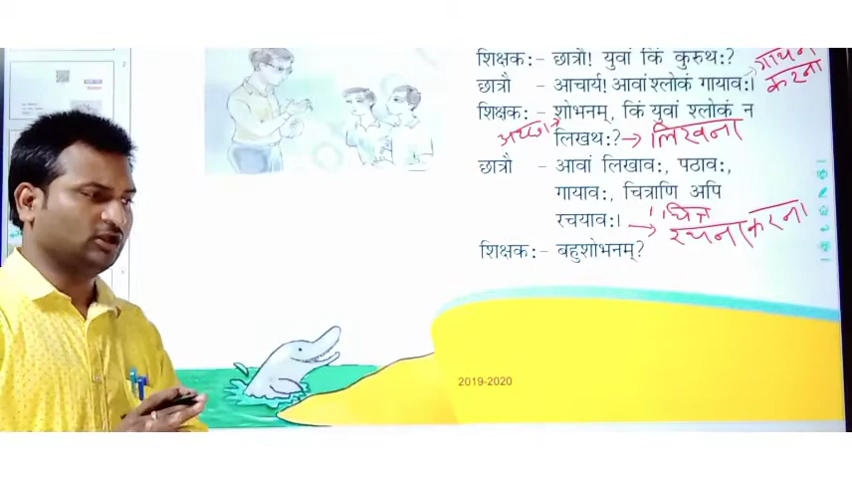 शिक्षक:- छात्रौ! युवां किं कुरुथ:?
गायन
करना
छात्रौ - आचार्य! आवां श्लोकं गायाव:।
शिक्षक:- शोभनम्, किं युवां श्लोकं न
अच्छा
लिखथ:? → लिखना
छात्रौ - आवां लिखाव:, पठाव:,
गायाव:, चित्राणि अपि
रचयाव:।
चित्र
रचना करना
शिक्षक:- बहुशोभनम्?
2019-2020